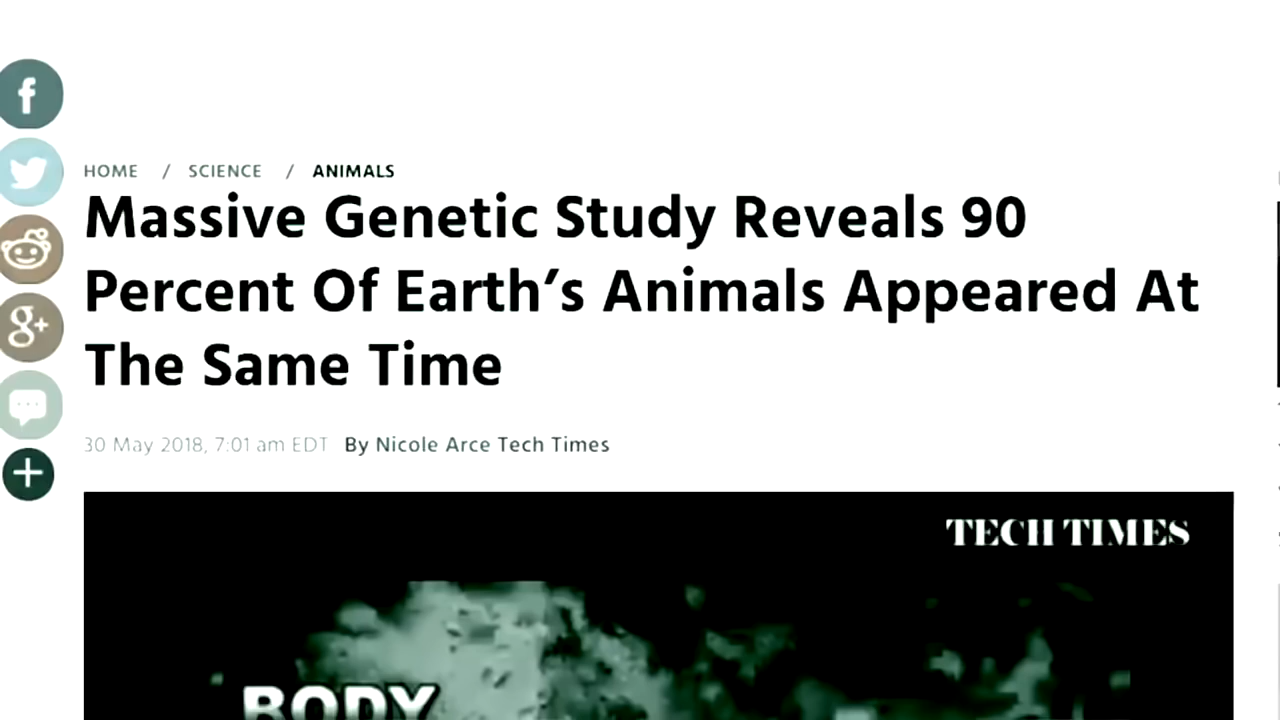 HOME / SCIENCE / ANIMALS
Massive Genetic Study Reveals 90
Percent Of Earth’s Animals Appeared At
The Same Time
30 May 2018, 7:01 am EDT By Nicole Arce Tech Times
TECH TIMES
BODY